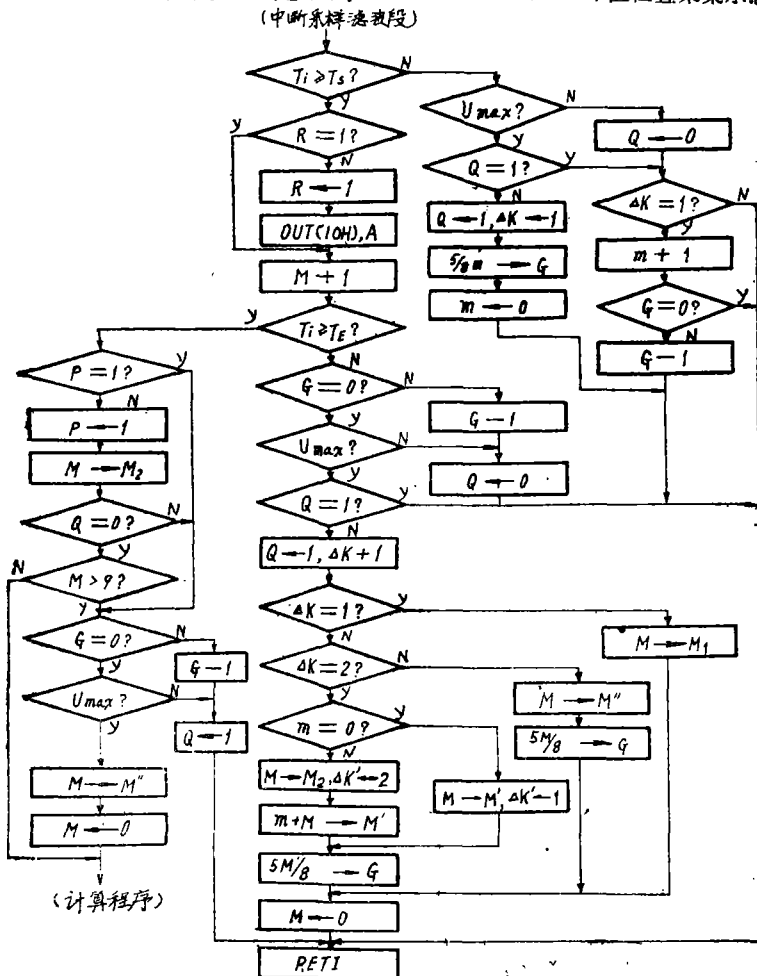 (中断采样滤波段)
Ti≥Ts?
N
Y
R=1?
Y
N
R←1
OUT(10H),A
M+1
Umax?
N
Y
Q←0
Q=1?
Y
N
Q←1,ΔK←1
5/8m→G
m←0
ΔK=1?
N
Y
m+1
G=0?
Y
N
G-1
Ti≥TE?
Y
N
P=1?
Y
N
P←1
M→M2
Q=0?
N
Y
M>9?
N
Y
G=0?
N
Y
G-1
Umax?
N
Y
Q←1
M→M''
M←0
(计算程序)
G=0?
N
Y
G-1
Umax?
N
Y
Q←0
Q=1?
Y
N
Q←1,ΔK+1
ΔK=1?
Y
N
M→M1
ΔK=2?
N
Y
M→M''
5M/8→G
m=0?
Y
N
M→M2,ΔK'←2
M→M',ΔK'←1
m+M→M'
5M/8→G
M←0
RETI